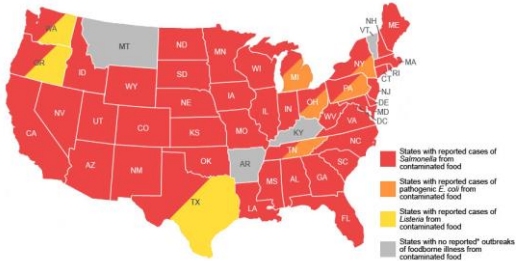 WA
MT
ND
MN
NH
VT
ME
OR
ID
SD
WI
MI
NY
MA
WY
RI
CT
NE
IA
PA
NJ
NV
UT
CO
KS
MO
IL
IN
OH
WV
VA
DE
MD
DC
CA
KY
NC
AZ
NM
OK
AR
TN
SC
TX
LA
MS
AL
GA
FL
States with reported cases of
Salmonella from
contaminated food
States with reported cases of
pathogenic E. coli from
contaminated food
States with reported cases of
Listeria from
contaminated food
States with no reported* outbreaks
of foodborne illness from
contaminated food